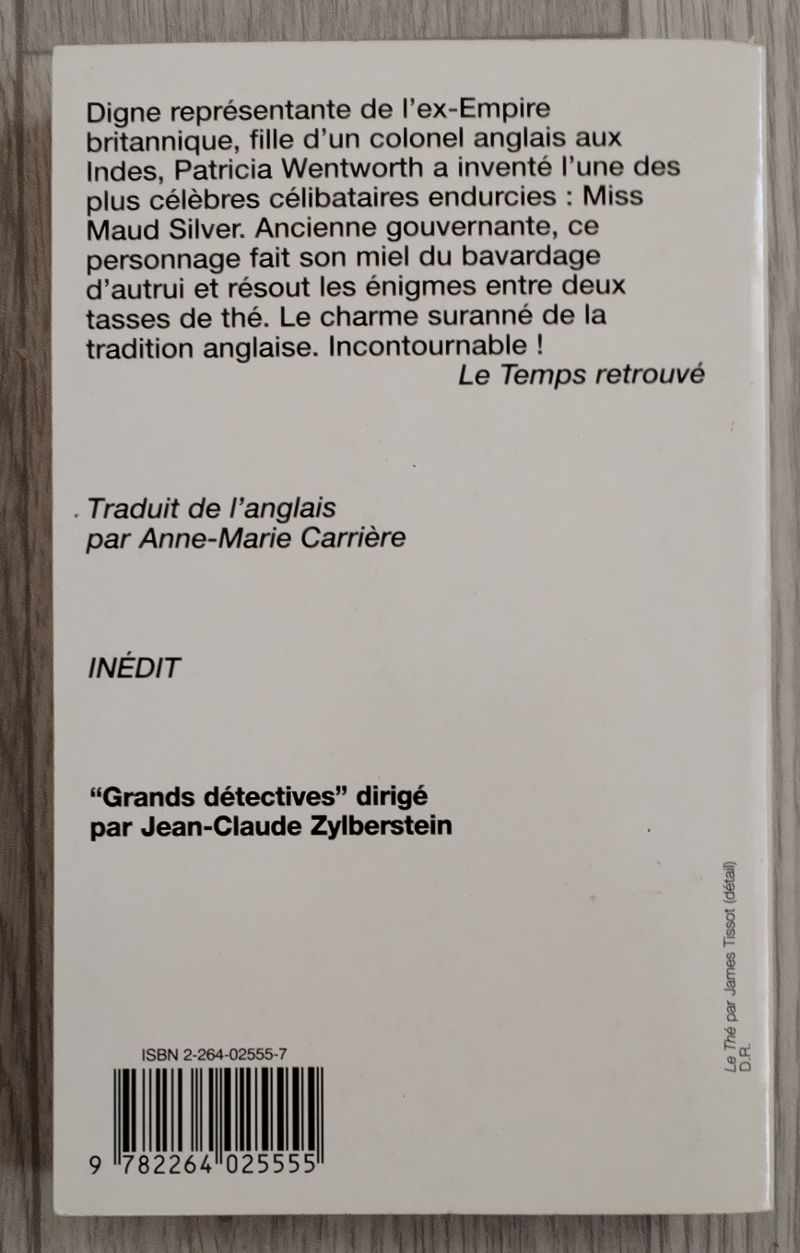 Digne représentante de l'ex-Empire
britannique, fille d'un colonel anglais aux
Indes, Patricia Wentworth a inventé l'une des
plus célèbres célibataires endurcies : Miss
Maud Silver. Ancienne gouvernante, ce
personnage fait son miel du bavardage
d'autrui et résout les énigmes entre deux
tasses de thé. Le charme suranné de la
tradition anglaise. Incontournable !
Le Temps retrouvé
Traduit de l'anglais
par Anne-Marie Carrière
INÉDIT
“Grands détectives” dirigé
par Jean-Claude Zylberstein
Le Thé par James Tissot (détail)
D.R.
ISBN 2-264-02555-7
9 782264 025555